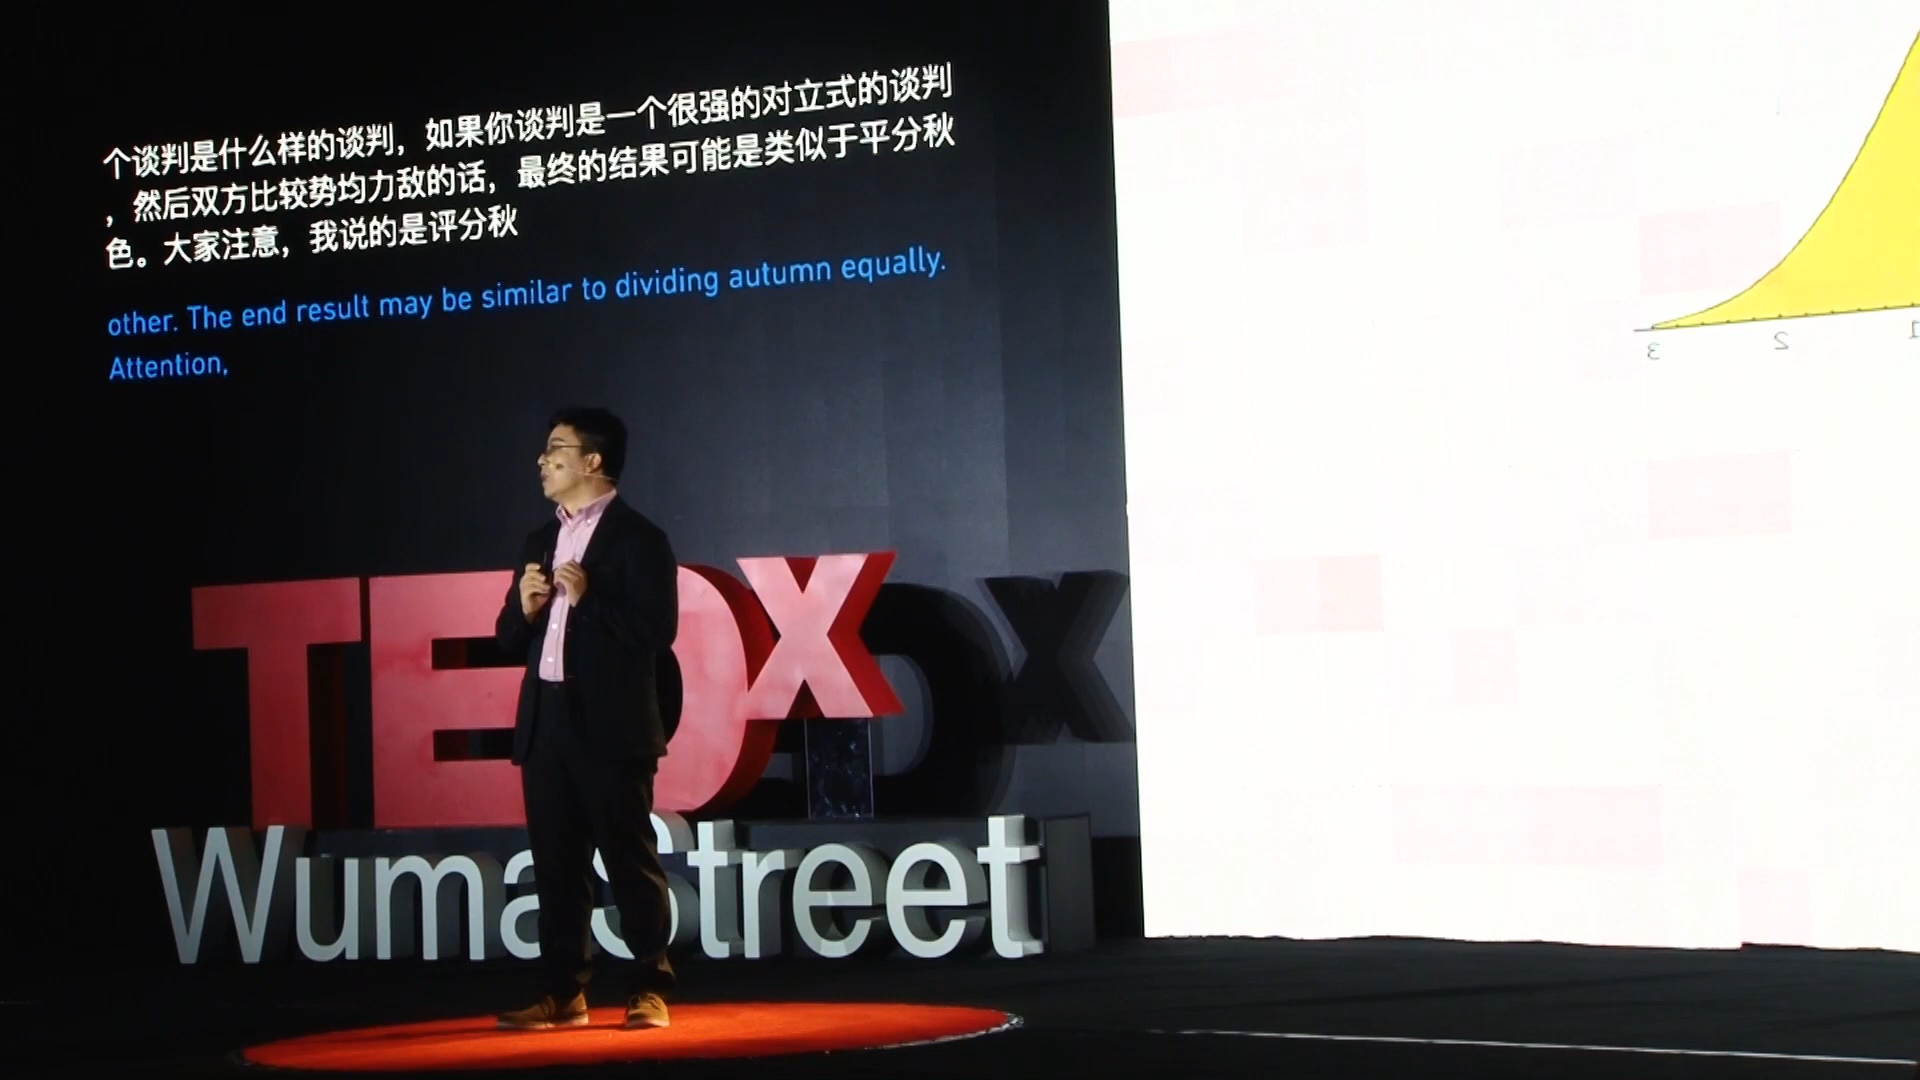 个谈判是什么样的谈判，如果你谈判是一个很强的对立式的谈判
，然后双方比较势均力敌的话，最终的结果可能是类似于平分秋
色。大家注意，我说的是评分秋
other. The end result may be similar to dividing autumn equally.
Attention,
TEDx
WumaStreet
3 2 1